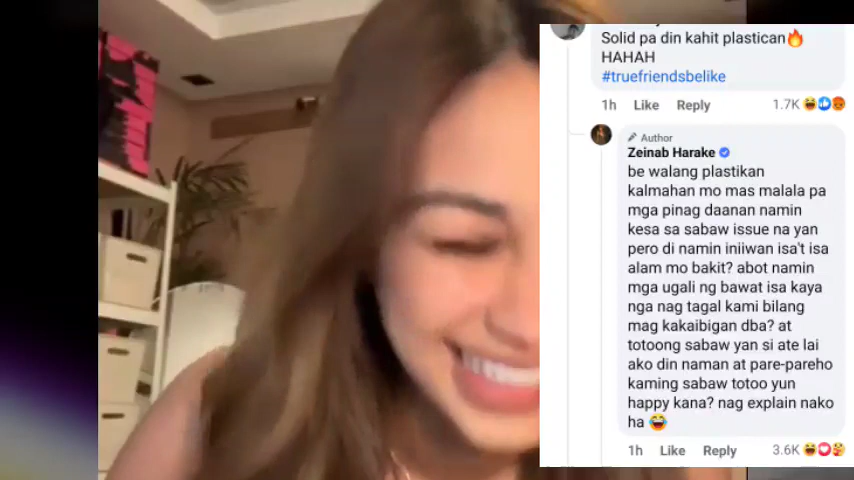 Solid pa din kahit plastican🔥
HAHAH
#truefriendsbelike
1h Like Reply 1.7K
Author
Zeinab Harake
be walang plastikan
kalmahan mo mas malala pa
mga pinag daanan namin
kesa sa sabaw issue na yan
pero di namin iniiwan isa't isa
alam mo bakit? abot namin
mga ugali ng bawat isa kaya
nga nag tagal kami bilang
mag kakaibigan dba? at
totoong sabaw yan si ate lai
ako din naman at pare-pareho
kaming sabaw totoo yun
happy kana? nag explain nako
ha 😂
1h Like Reply 3.6K